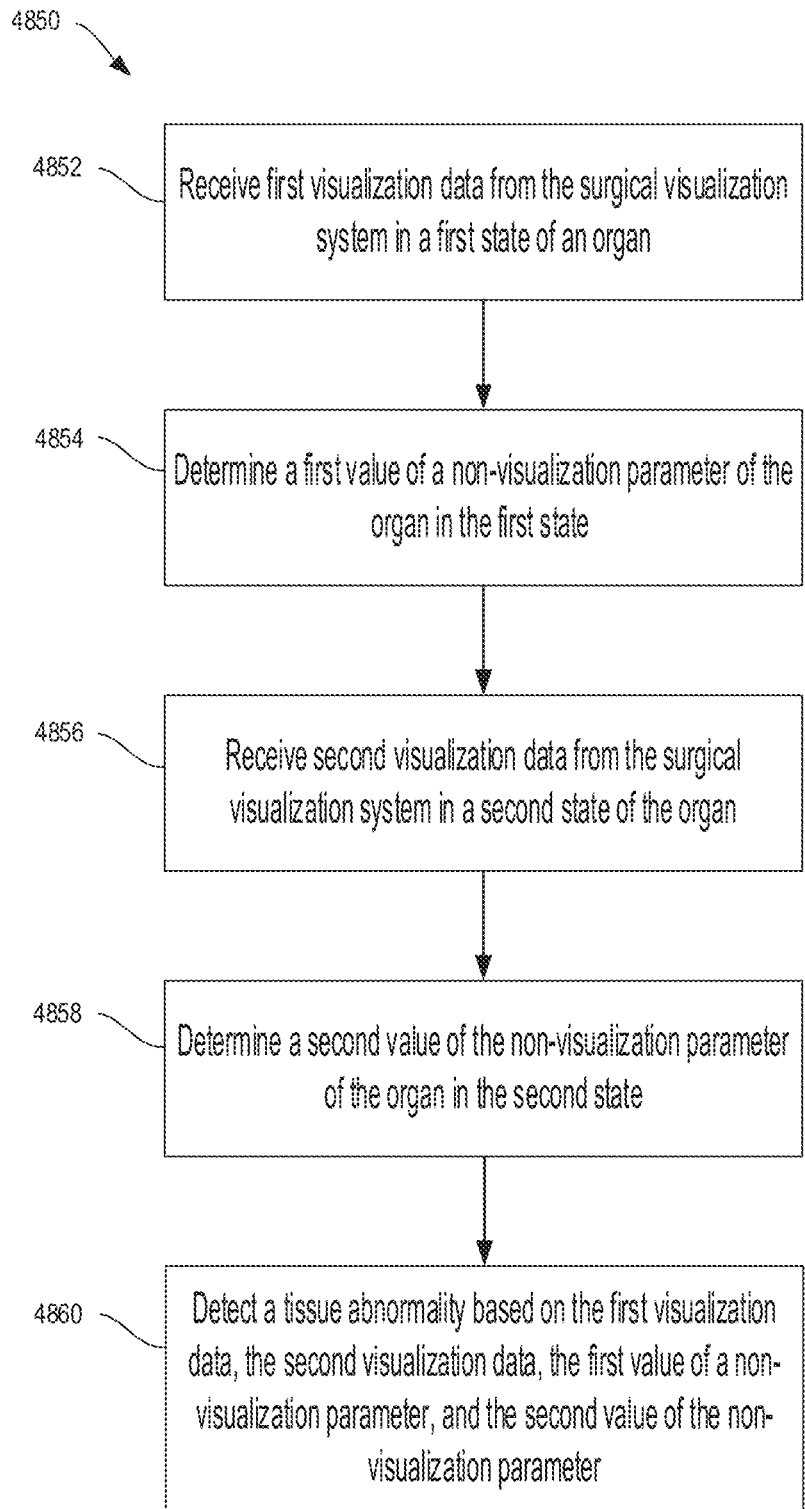 4850
4852
Receive first visualization data from the surgical visualization
system in a first state of an organ
4854
Determine a first value of a non-visualization parameter of the
organ in the first state
4856
Receive second visualization data from the surgical
visualization system in a second state of the organ
4858
Determine a second value of the non-visualization parameter
of the organ in the second state
4860
Detect a tissue abnormality based on the first visualization
data, the second visualization data, the first value of a non-
visualization parameter, and the second value of the non-
visualization parameter